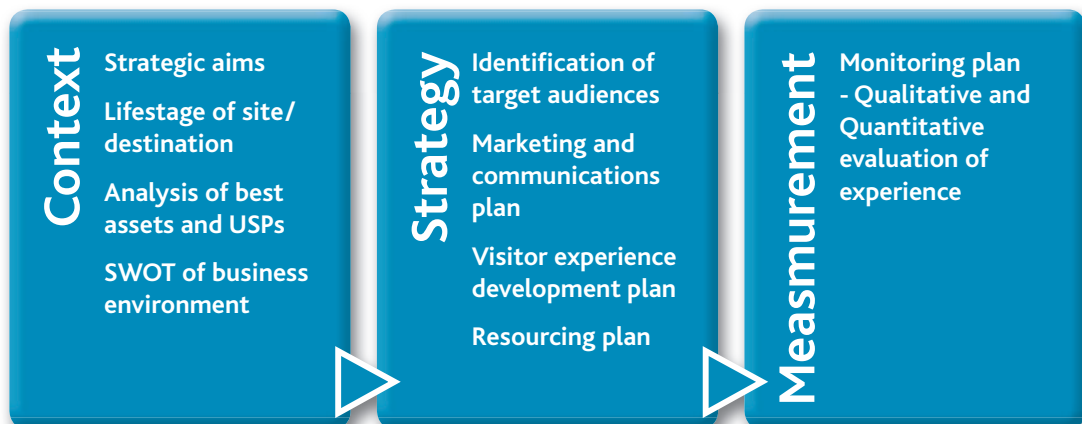 Context
Strategic aims
Lifestage of site/
destination
Analysis of best
assets and USPs
SWOT of business
environment
Strategy
Identification of
target audiences
Marketing and
communications
plan
Visitor experience
development plan
Resourcing plan
Measmurement
Monitoring plan
- Qualitative and
Quantitative
evaluation of
experience